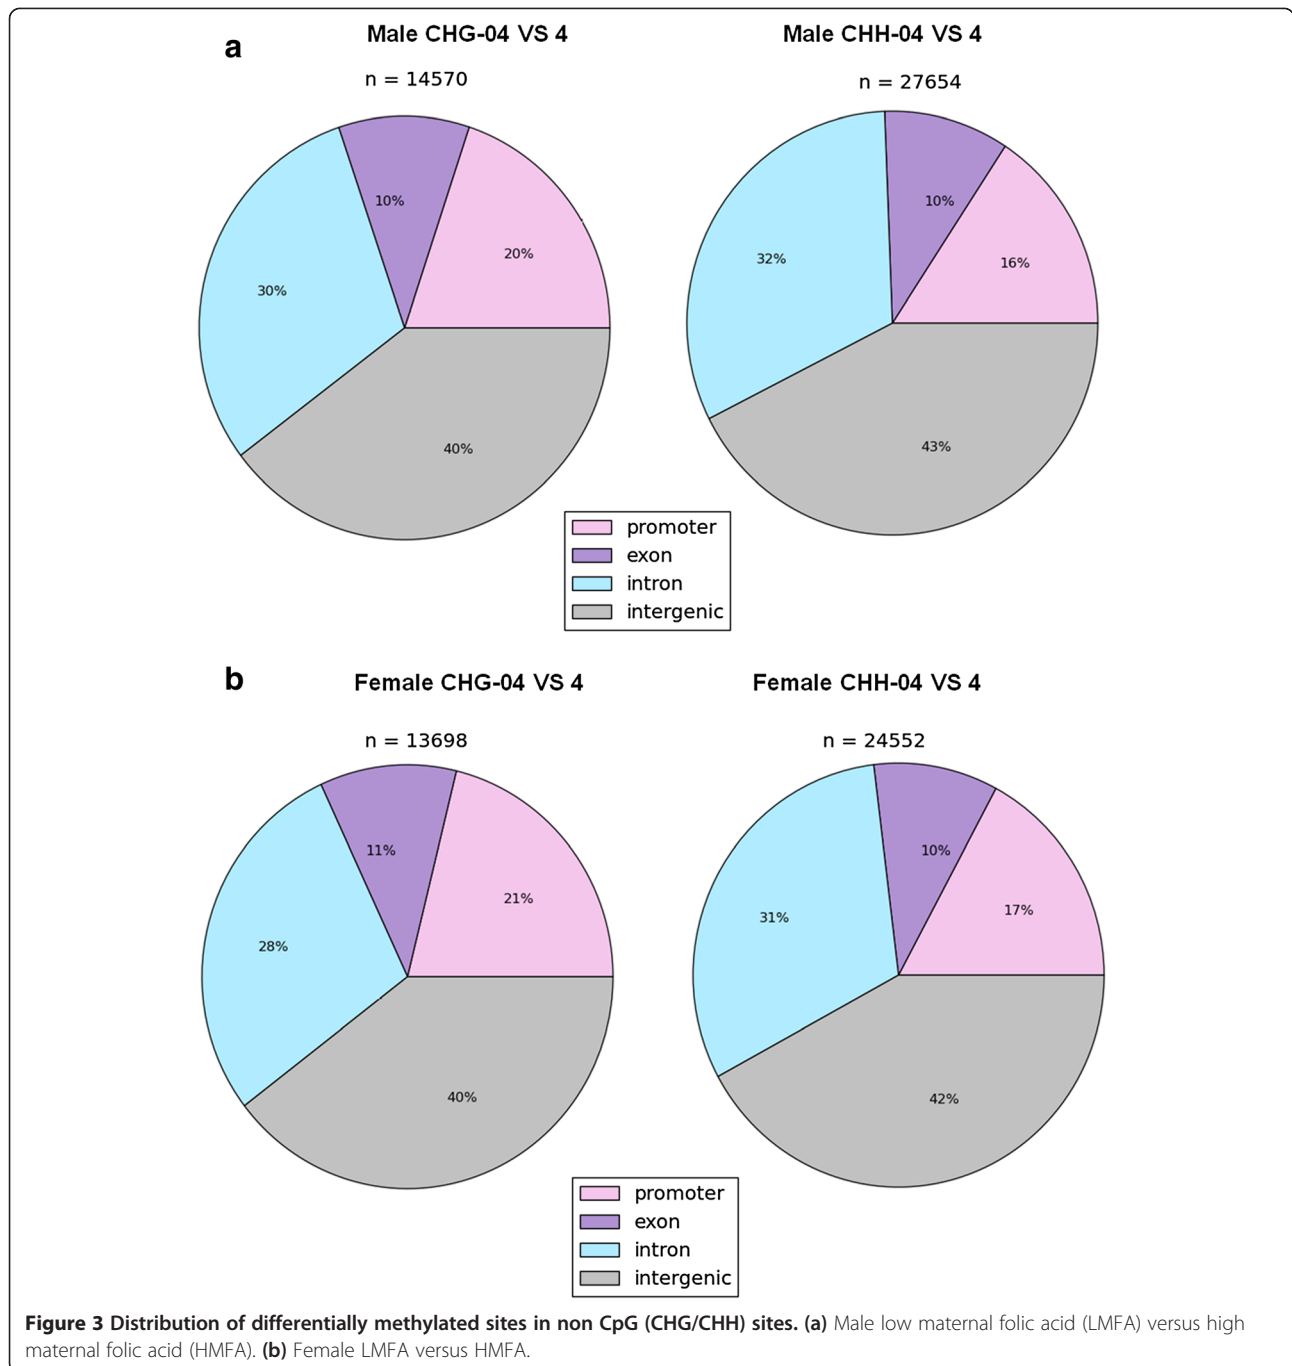 a
Male CHG-04 VS 4
Male CHH-04 VS 4
n = 14570
n = 27654
10%
20%
30%
40%
10%
16%
32%
43%
promoter
exon
intron
intergenic
b
Female CHG-04 VS 4
Female CHH-04 VS 4
n = 13698
n = 24552
11%
21%
28%
40%
10%
17%
31%
42%
promoter
exon
intron
intergenic
Figure 3 Distribution of differentially methylated sites in non CpG (CHG/CHH) sites. (a) Male low maternal folic acid (LMFA) versus high
maternal folic acid (HMFA). (b) Female LMFA versus HMFA.